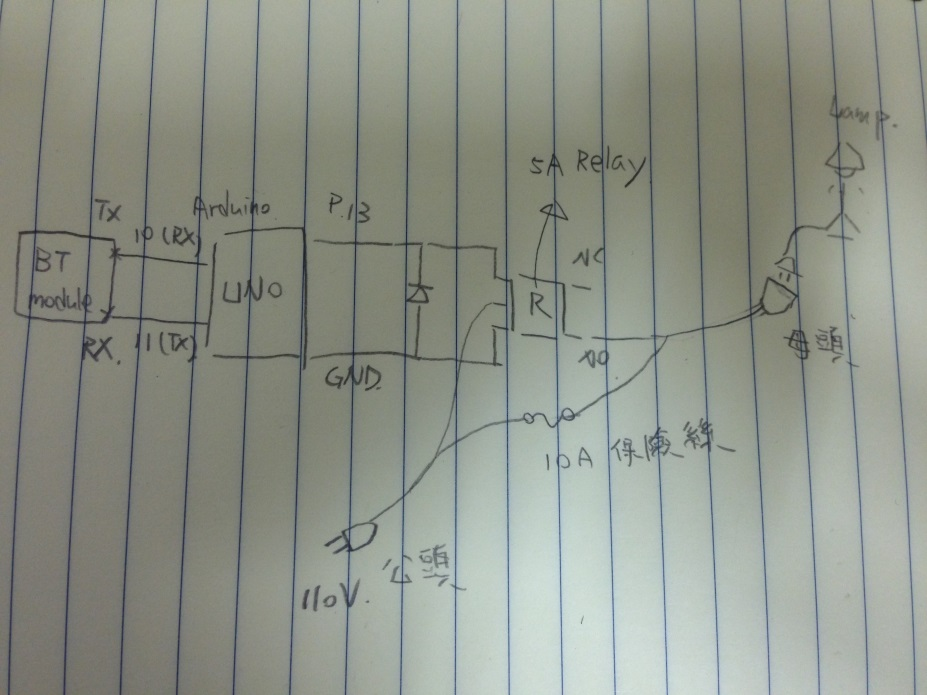 Lamp.
5A Relay
Tx
Arduino
P.13
10 (RX)
NC
BT
module
UNO
R
RX.
11 (TX)
NO
母頭
GND.
10A 保險絲
公頭
110V.